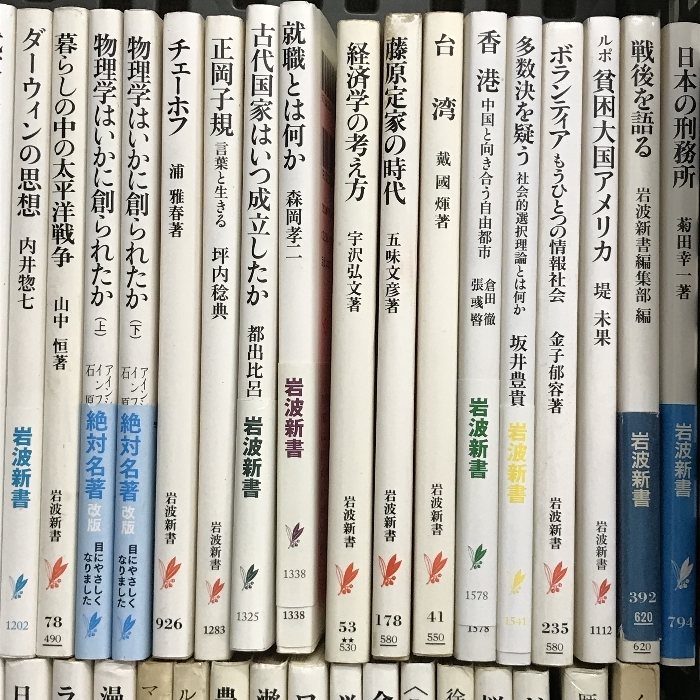 ダーウィンの思想
内井惣七
岩波新書
1202
暮らしの中の太平洋戦争
山中 恒著
岩波新書
78
490
物理学はいかに創られたか(上)
絶対名著
改版
目にやさしく
なりました
物理学はいかに創られたか(下)
絶対名著
改版
目にやさしく
なりました
チェーホフ
浦 雅春著
岩波新書
926
正岡子規
言葉と生きる
坪内稔典
岩波新書
1283
古代国家はいつ成立したか
都出比呂
岩波新書
1325
就職とは何か
森岡孝二
岩波新書
1338
1338
経済学の考え方
宇沢弘文著
岩波新書
53
★★
530
藤原定家の時代
五味文彦著
岩波新書
178
580
台湾
戴 國煇著
岩波新書
41
550
香港
中国と向き合う自由都市
倉田 徹
張彧暋
岩波新書
1578
1578
多数決を疑う
社会的選択理論とは何か
坂井豊貴
岩波新書
1541
ボランティア
もうひとつの情報社会
金子郁容著
岩波新書
235
580
ルポ 貧困大国アメリカ
堤 未果
岩波新書
1112
戦後を語る
岩波新書編集部 編
岩波新書
392
620
620
日本の刑務所
菊田幸一著
岩波新書
794